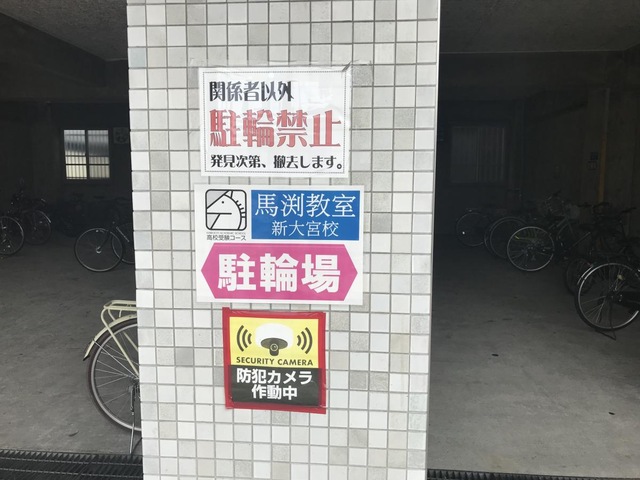 関係者以外
駐輪禁止
発見次第、撤去します。
馬渕教室
高校受験コース
新大宮校
駐輪場
SECURITY CAMERA
防犯カメラ
作動中